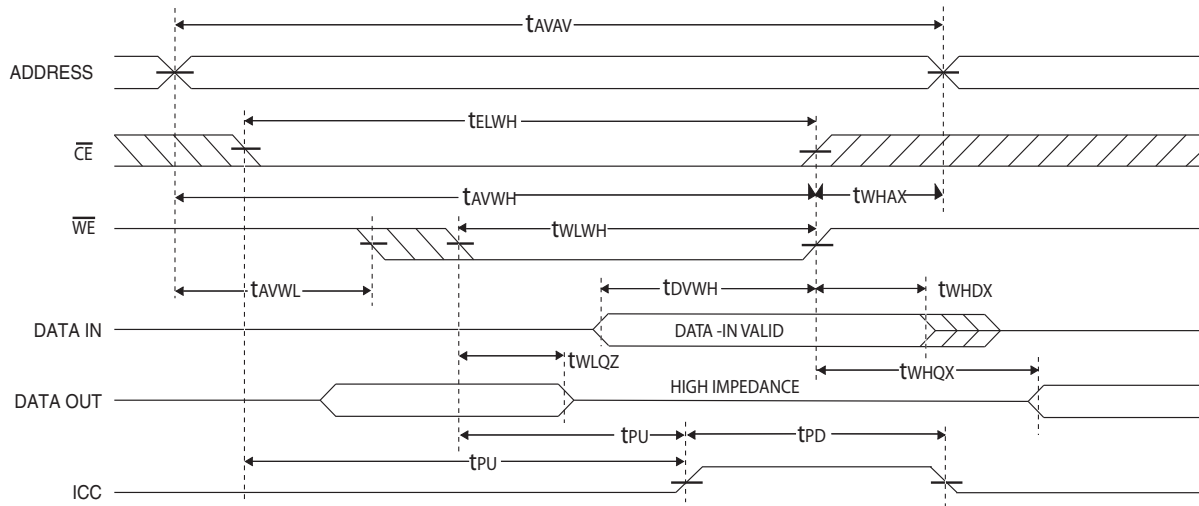 tAVAV
ADDRESS
tELWH
CE
tAVWH
tWHAX
WE
tWLWH
tAVWL
tDVWH
tWHDX
DATA IN
DATA -IN VALID
tWLQZ
tWHQX
HIGH IMPEDANCE
DATA OUT
tPU
tPD
tPU
ICC